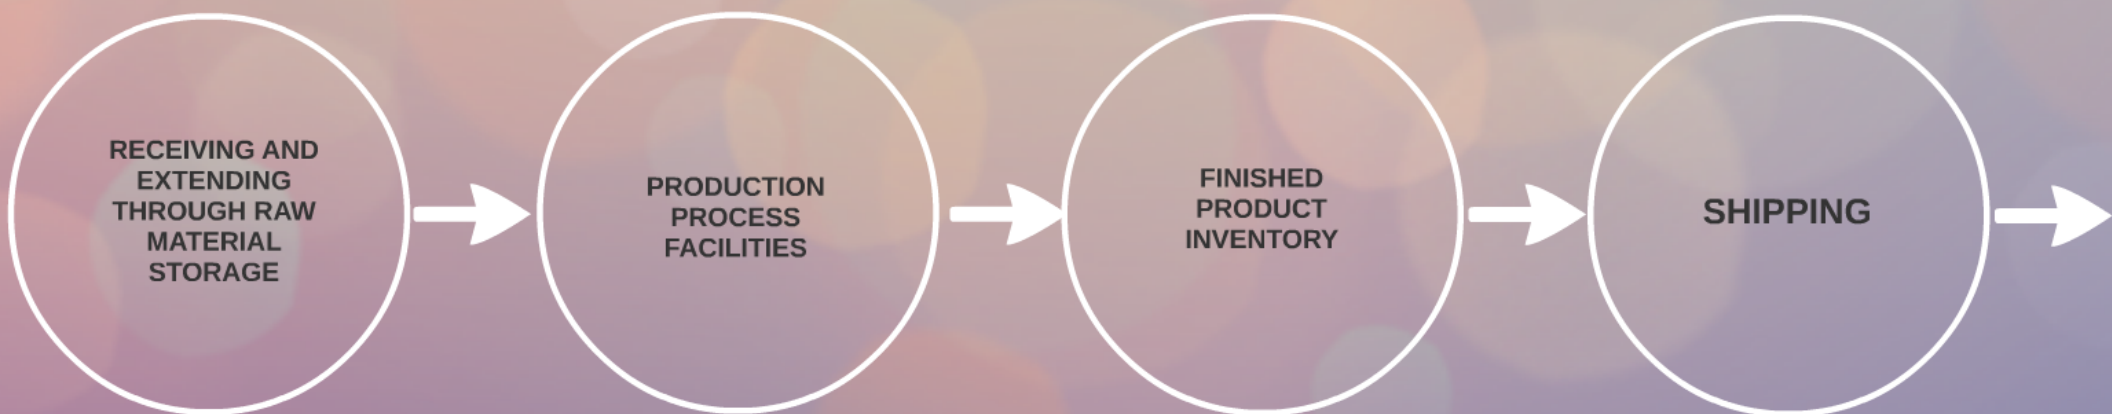 RECEIVING AND
EXTENDING
THROUGH RAW
MATERIAL
STORAGE
PRODUCTION
PROCESS
FACILITIES
FINISHED
PRODUCT
INVENTORY
SHIPPING